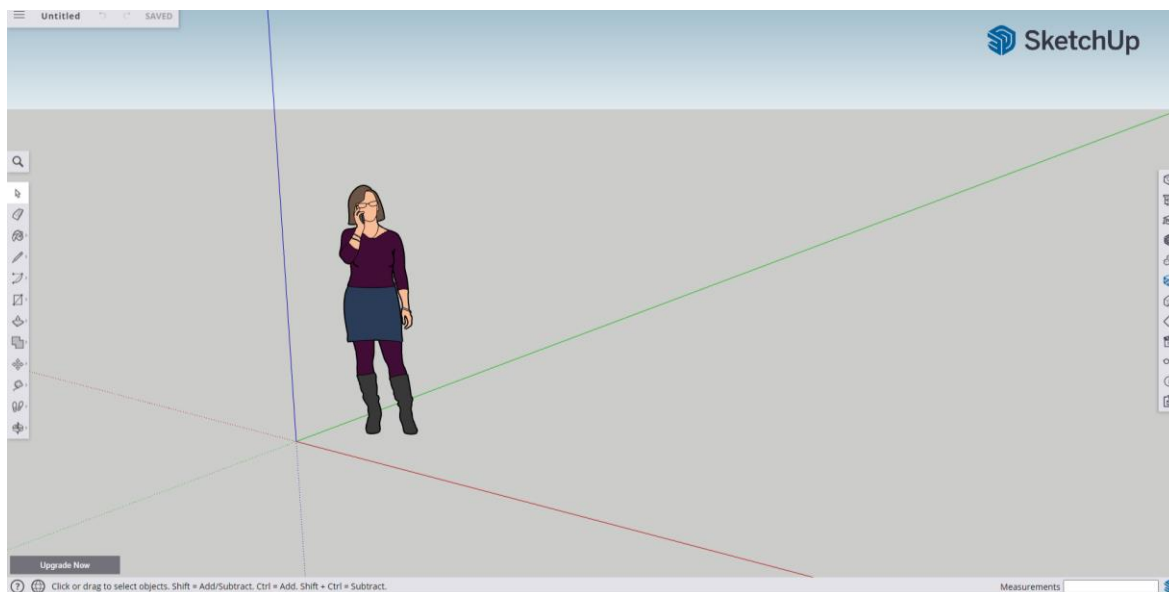 Untitled SAVED
SketchUp
Upgrade Now
Click or drag to select objects. Shift = Add/Subtract. Ctrl = Add. Shift + Ctrl = Subtract. Measurements